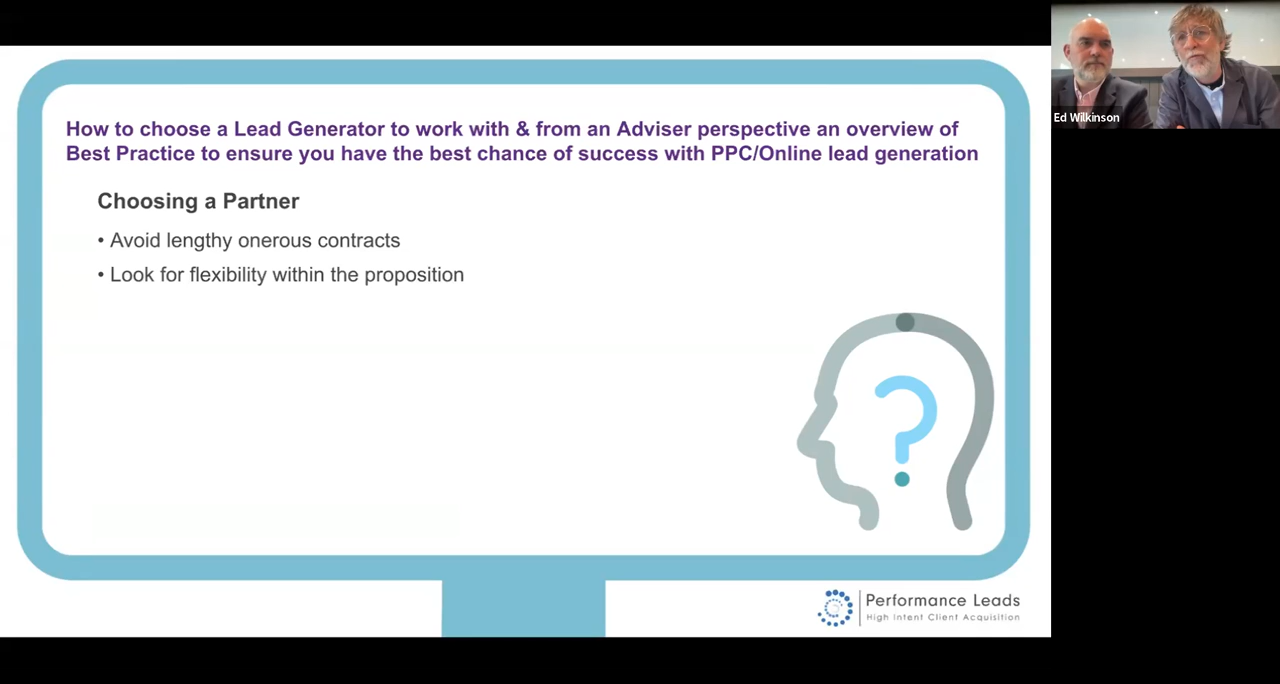 How to choose a Lead Generator to work with & from an Adviser perspective an overview of
Best Practice to ensure you have the best chance of success with PPC/Online lead generation
Choosing a Partner
• Avoid lengthy onerous contracts
• Look for flexibility within the proposition
?
Performance Leads
High Intent Client Acquisition
Ed Wilkinson